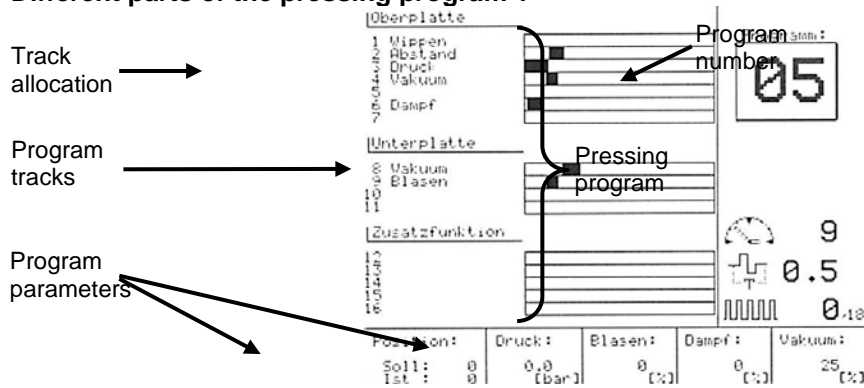 Different parts of the pressing program :
Oberplatte
1 Wippen
2 Abstand
3 Druck
4 Vakuum
5
6 Dampf
7
Unterplatte
8 Vakuum
9 Blasen
10
11
Zusatzfunktion
12
13
14
15
16
Track
allocation
Program
tracks
Program
parameters
Pressing
program
Program
number
05
9
0.5
T
0/18
Position:
Soll: 0
Ist : 0
Druck:
0.0
[bar]
Blasen:
0
[%]
Dampf:
0
[%]
Vakuum:
25
[%]